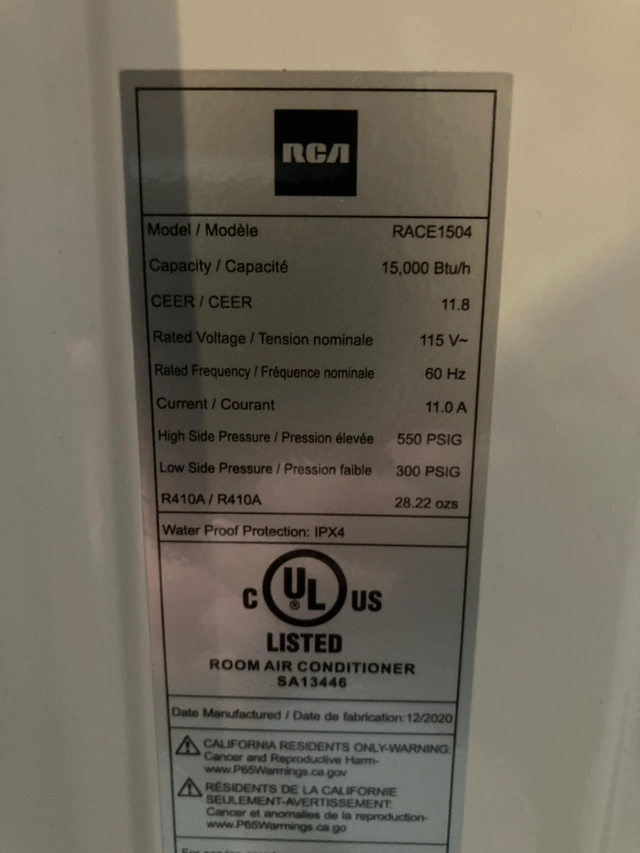 RCA
Model / Modèle RACE1504
Capacity / Capacité 15,000 Btu/h
CEER / CEER 11.8
Rated Voltage / Tension nominale 115 V~
Rated Frequency / Fréquence nominale 60 Hz
Current / Courant 11.0 A
High Side Pressure / Pression élevée 550 PSIG
Low Side Pressure / Pression faible 300 PSIG
R410A / R410A 28.22 ozs
Water Proof Protection: IPX4
C UL ® US
LISTED
ROOM AIR CONDITIONER
SA13446
Date Manufactured / Date de fabrication:12/2020
CALIFORNIA RESIDENTS ONLY-WARNING:
Cancer and Reproductive Harm-
www.P65Warnings.ca.gov
RÉSIDENTS DE LA CALIFORNIE
SEULEMENT-AVERTISSEMENT:
Cancer et anomalies de la reproduction-
www.P65Warnings.ca.go